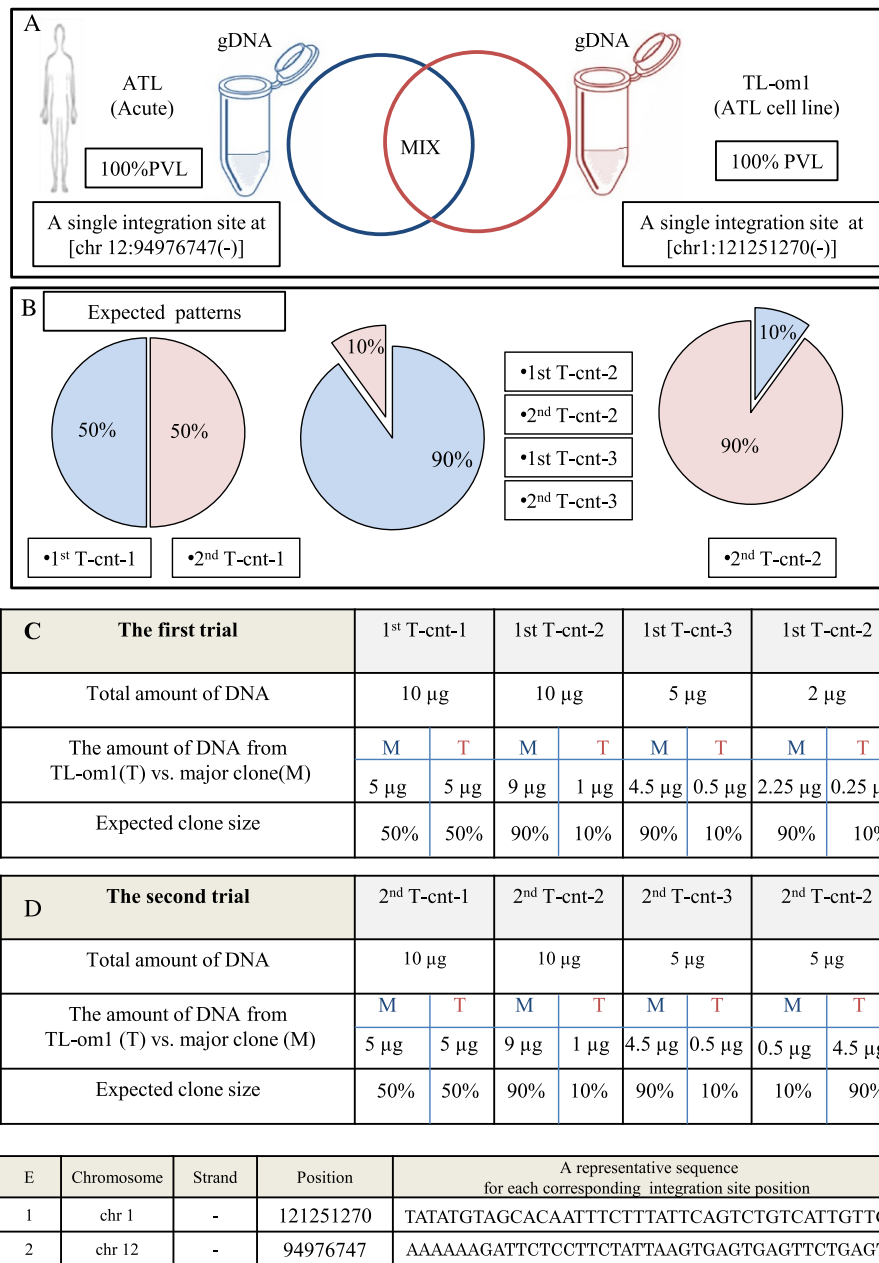 A
gDNA
gDNA
ATL
(Acute)
TL-om1
(ATL cell line)
MIX
100%PVL
100% PVL
A single integration site at
[chr 12:94976747(-)]
A single integration site at
[chr1:121251270(-)]
B
Expected patterns
50%
50%
10%
90%
•1st T-cnt-2
•2nd T-cnt-2
•1st T-cnt-3
•2nd T-cnt-3
10%
90%
•1st T-cnt-1
•2nd T-cnt-1
•2nd T-cnt-2
C The first trial 1st T-cnt-1 1st T-cnt-2 1st T-cnt-3 1st T-cnt-2
Total amount of DNA 10 µg 10 µg 5 µg 2 µg
The amount of DNA from M T M T M T M T
TL-om1(T) vs. major clone(M) 5 µg 5 µg 9 µg 1 µg 4.5 µg 0.5 µg 2.25 µg 0.25
Expected clone size 50% 50% 90% 10% 90% 10% 90% 10%
D The second trial 2nd T-cnt-1 2nd T-cnt-2 2nd T-cnt-3 2nd T-cnt-2
Total amount of DNA 10 µg 10 µg 5 µg 5 µg
The amount of DNA from M T M T M T M T
TL-om1 (T) vs. major clone (M) 5 µg 5 µg 9 µg 1 µg 4.5 µg 0.5 µg 0.5 µg 4.5 µg
Expected clone size 50% 50% 90% 10% 90% 10% 10% 90%
E Chromosome Strand Position A representative sequence
for each corresponding integration site position
1 chr 1 - 121251270 TATATGTAGCACAATTTCTTTATTCAGTCTGTCATTGTTG
2 chr 12 - 94976747 AAAAAAGATTCTCCTTCTATTAAGTGAGTGAGTTCTGAGT